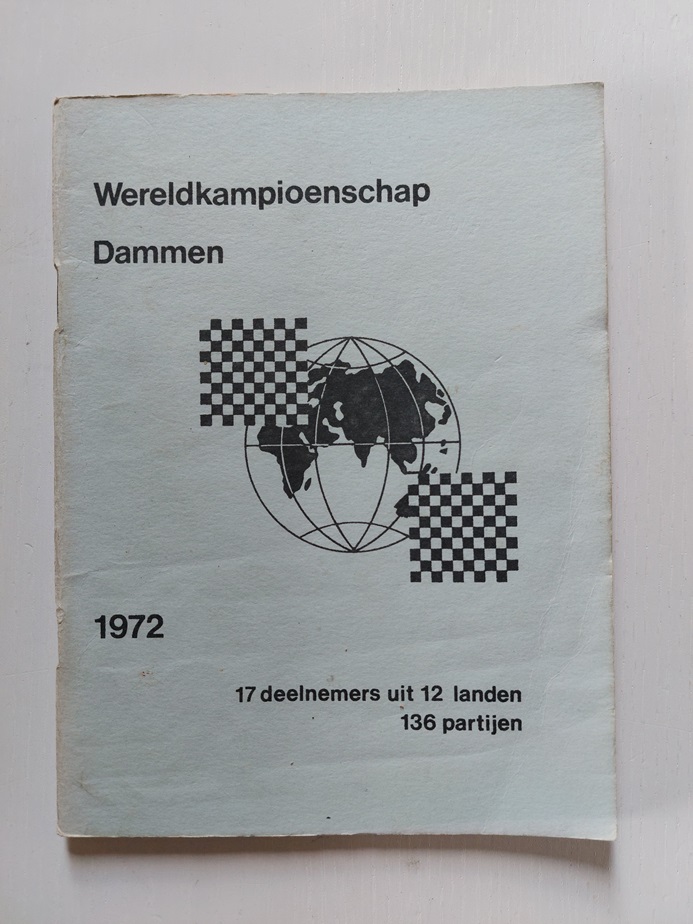 Wereldkampioenschap
Dammen
1972
17 deelnemers uit 12 landen
136 partijen